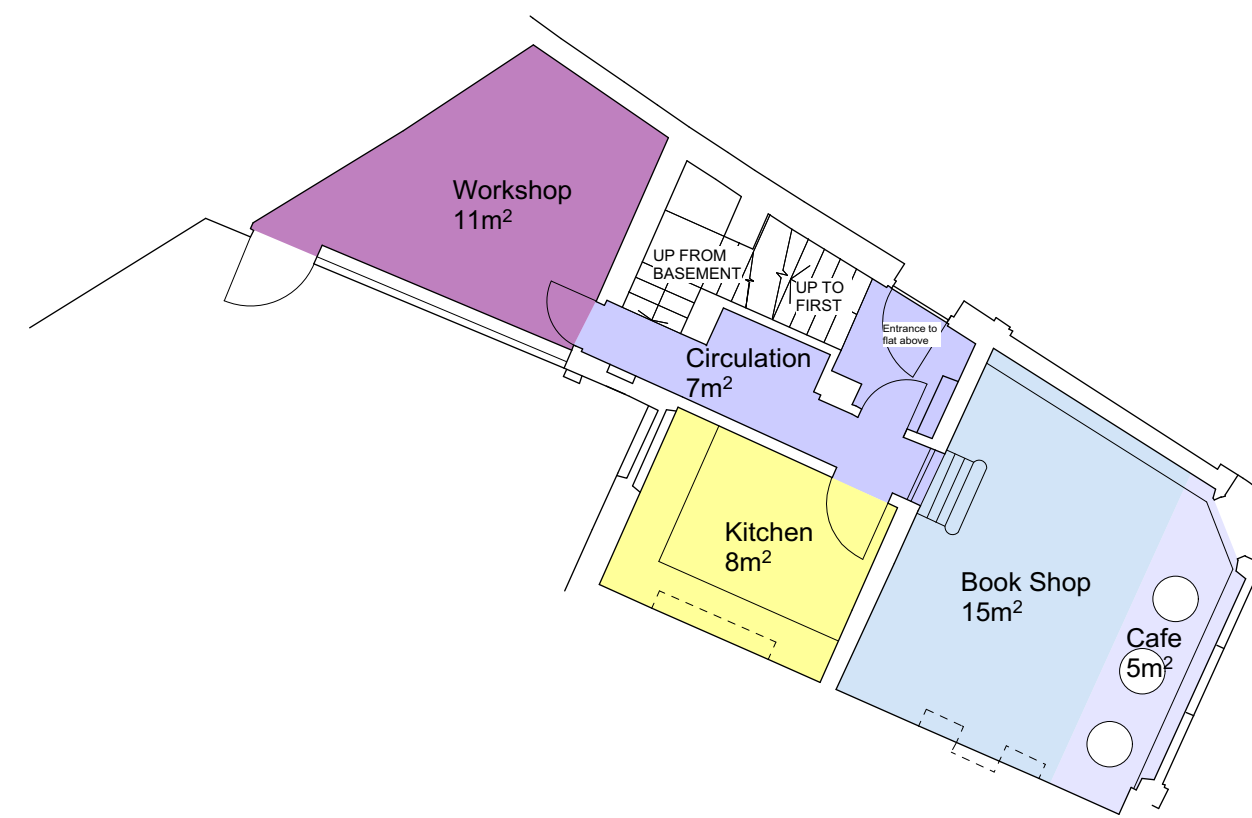 Workshop
11m²
UP FROM
BASEMENT
UP TO
FIRST
Entrance to
flat above
Circulation
7m²
Kitchen
8m²
Book Shop
15m²
Cafe
5m²